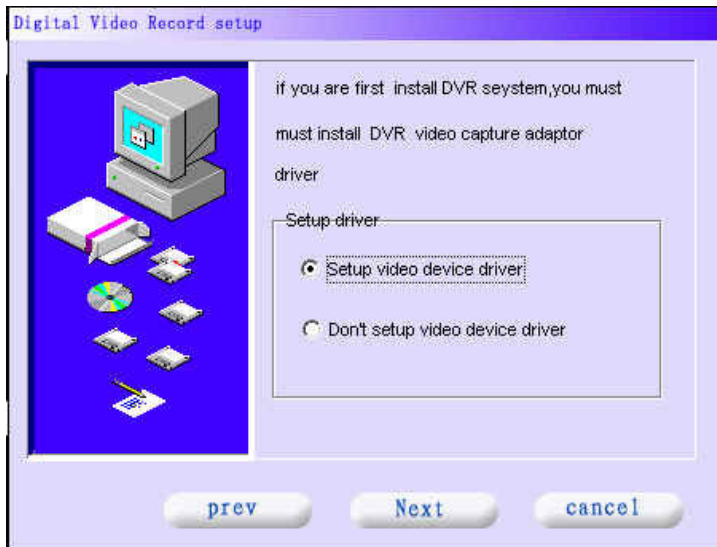 Digital Video Record setup
if you are first install DVR seystem,you must
must install DVR video capture adaptor
driver
Setup driver
Setup video device driver
Don't setup video device driver
prev
Next
cancel